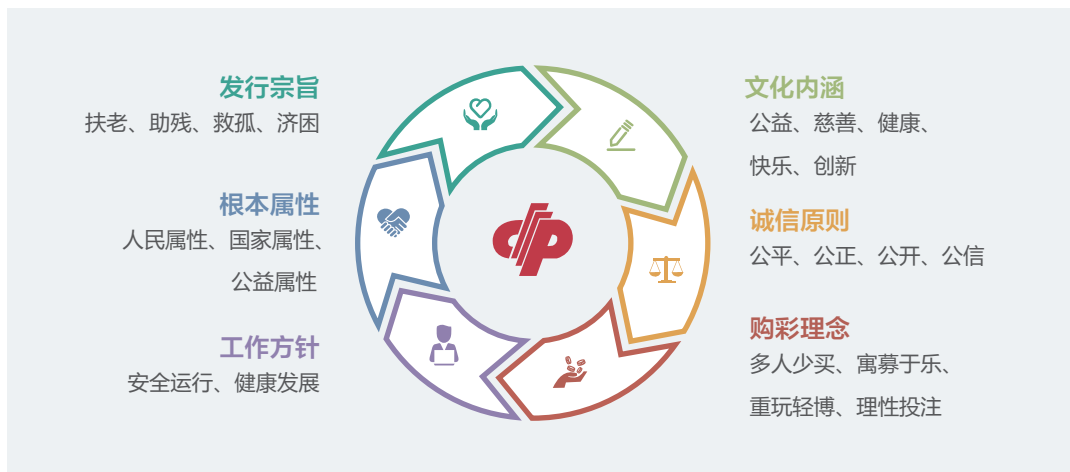 发行宗旨
扶老、助残、救孤、济困
根本属性
人民属性、国家属性、
公益属性
工作方针
安全运行、健康发展
文化内涵
公益、慈善、健康、
快乐、创新
诚信原则
公平、公正、公开、公信
购彩理念
多人少买、寓募于乐、
重玩轻博、理性投注